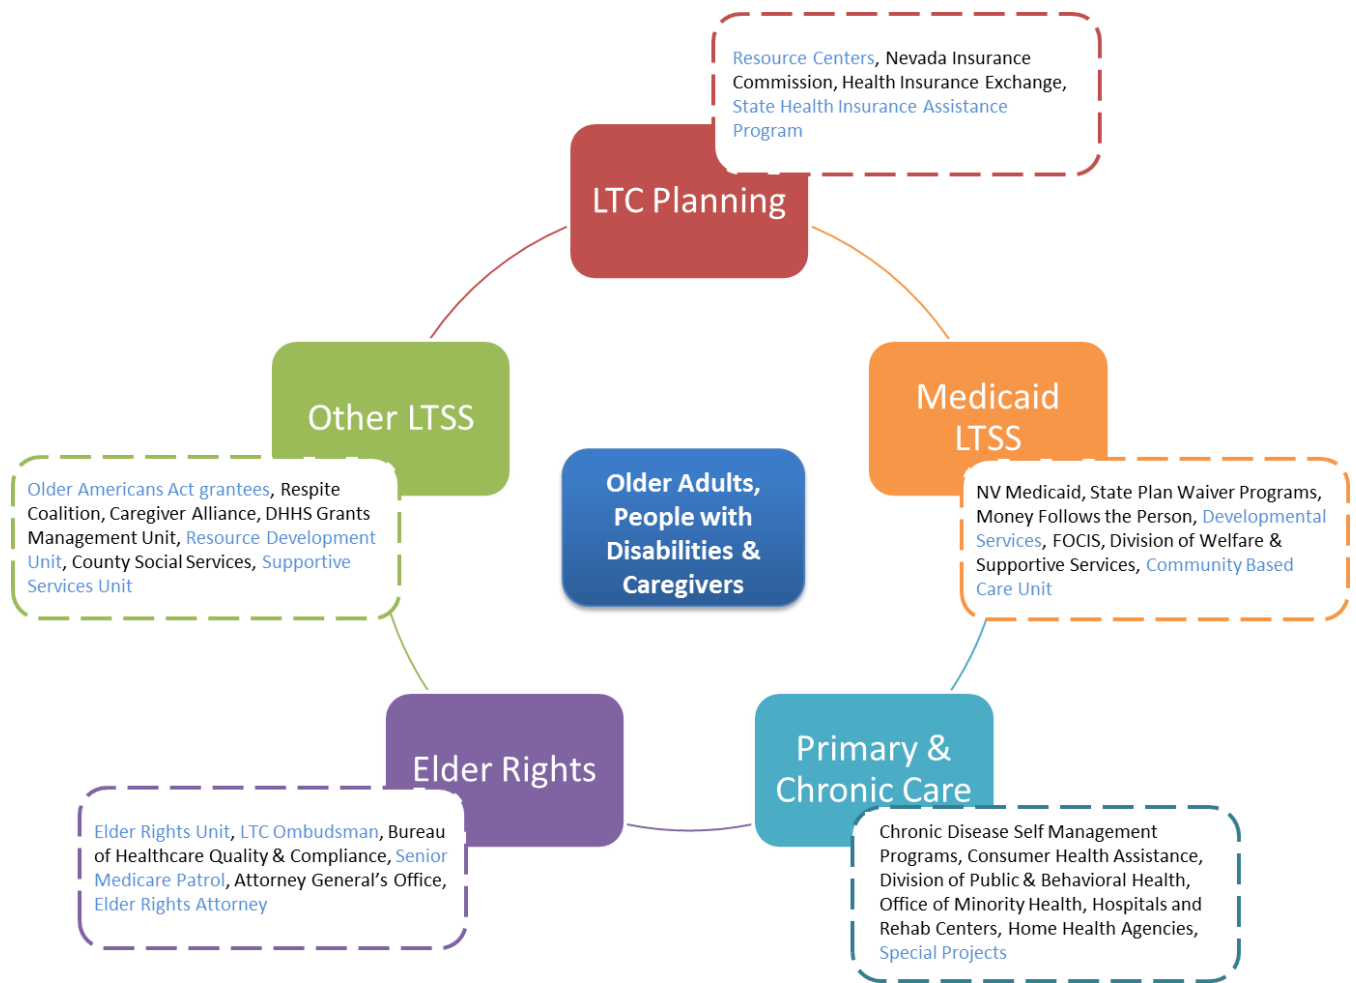 Resource Centers, Nevada Insurance
Commission, Health Insurance Exchange,
State Health Insurance Assistance
Program
LTC Planning
Other LTSS
Medicaid
LTSS
Older Americans Act grantees, Respite
Coalition, Caregiver Alliance, DHHS Grants
Management Unit, Resource Development
Unit, County Social Services, Supportive
Services Unit
Older Adults,
People with
Disabilities &
Caregivers
NV Medicaid, State Plan Waiver Programs,
Money Follows the Person, Developmental
Services, FOCIS, Division of Welfare &
Supportive Services, Community Based
Care Unit
Elder Rights
Primary &
Chronic Care
Elder Rights Unit, LTC Ombudsman, Bureau
of Healthcare Quality & Compliance, Senior
Medicare Patrol, Attorney General’s Office,
Elder Rights Attorney
Chronic Disease Self Management
Programs, Consumer Health Assistance,
Division of Public & Behavioral Health,
Office of Minority Health, Hospitals and
Rehab Centers, Home Health Agencies,
Special Projects